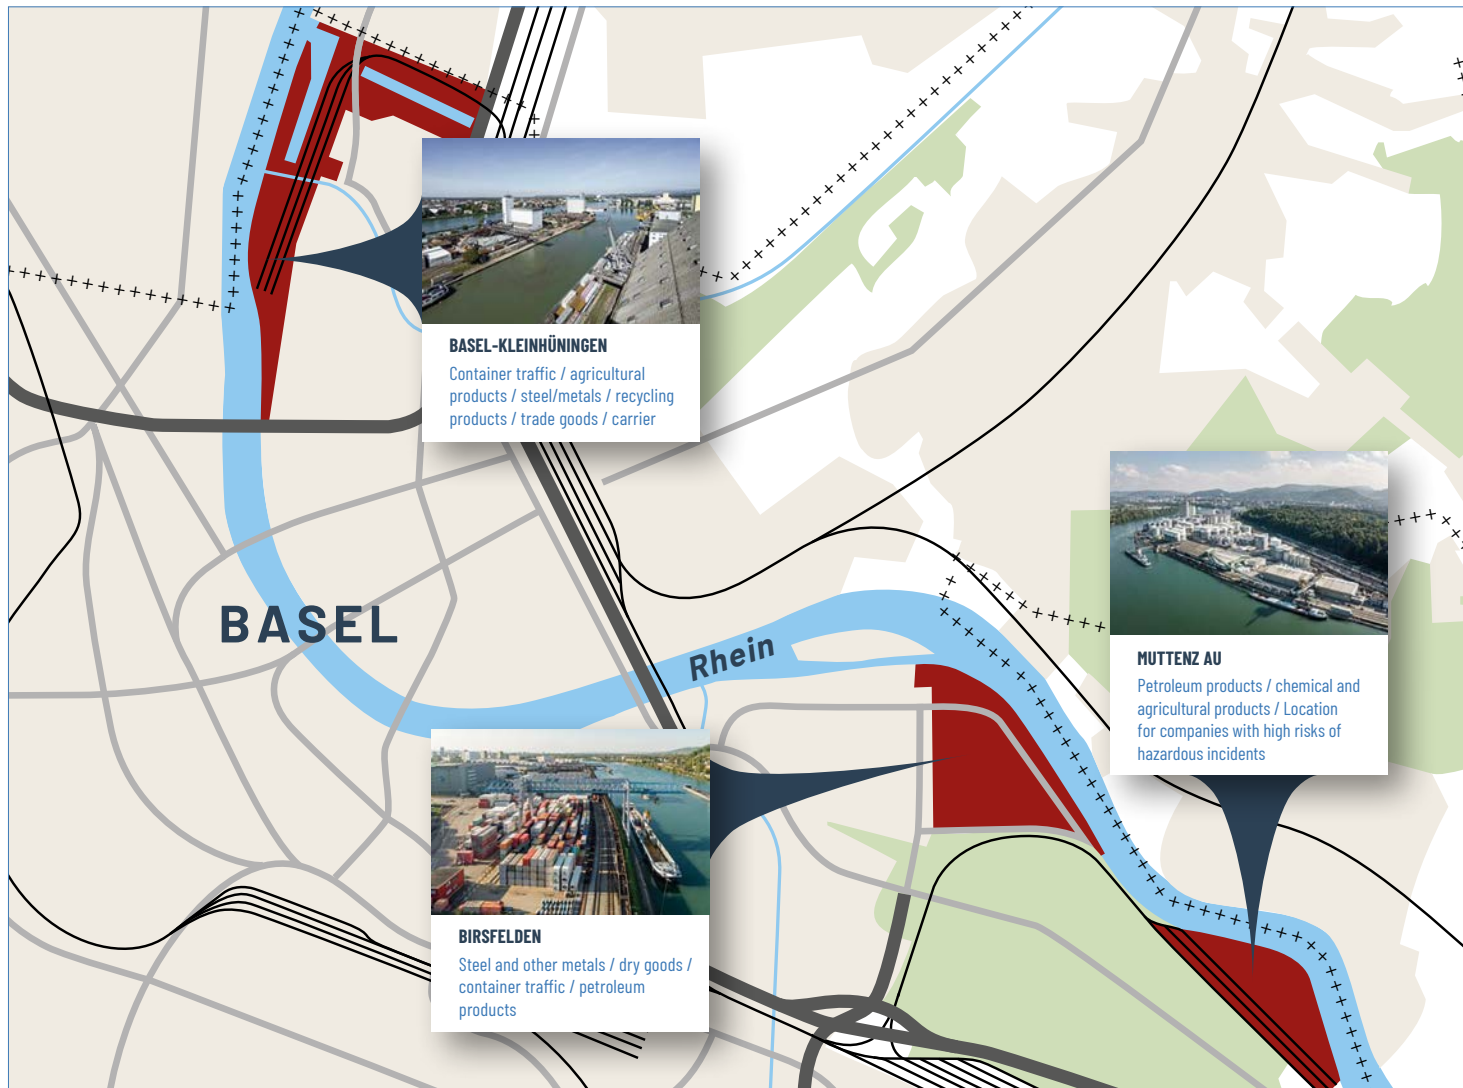 BASEL-KLEINHÜNINGEN
Container traffic / agricultural
products / steel/metals / recycling
products / trade goods / carrier
BASEL
Rhein
MUTTENZ AU
Petroleum products / chemical and
agricultural products / Location
for companies with high risks of
hazardous incidents
BIRSFELDEN
Steel and other metals / dry goods /
container traffic / petroleum
products